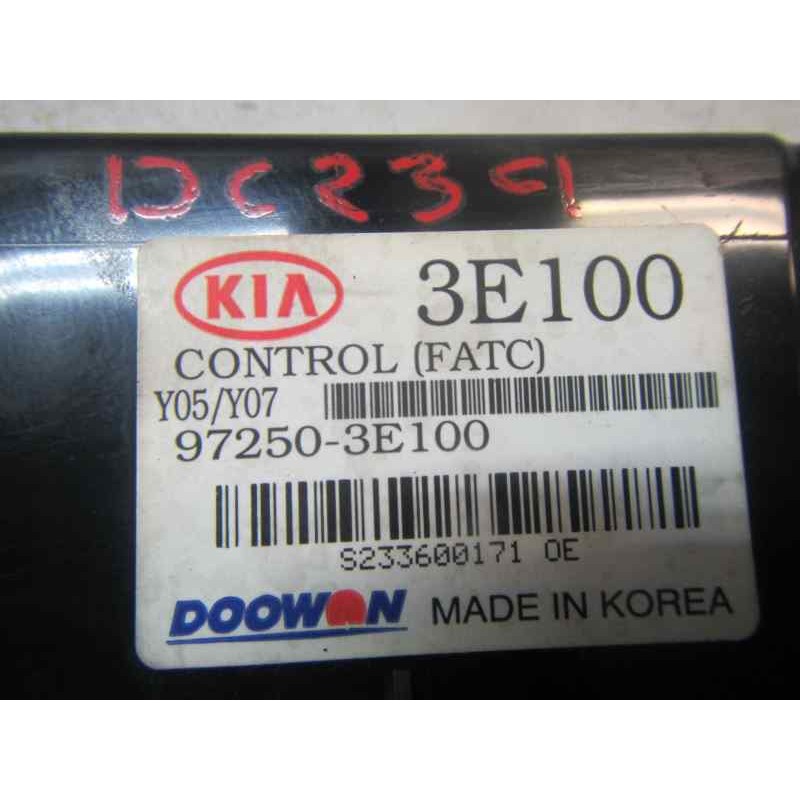 DC239
KIA 3E100
CONTROL (FATC)
Y05/Y07
97250-3E100
S233600171 0E
DOOWON MADE IN KOREA